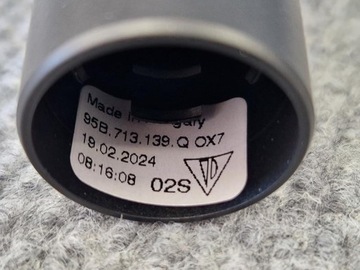 Made in Hungary
95B.713.139.Q OX7
19.02.2024
08:16:08 02S